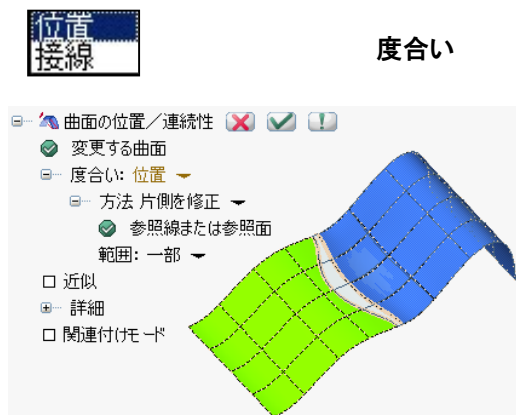 位置
接線
度合い
曲面の位置/連続性
変更する曲面
度合い: 位置
方法 片側を修正
参照線または参照面
範囲: 一部
近似
詳細
関連付けモード